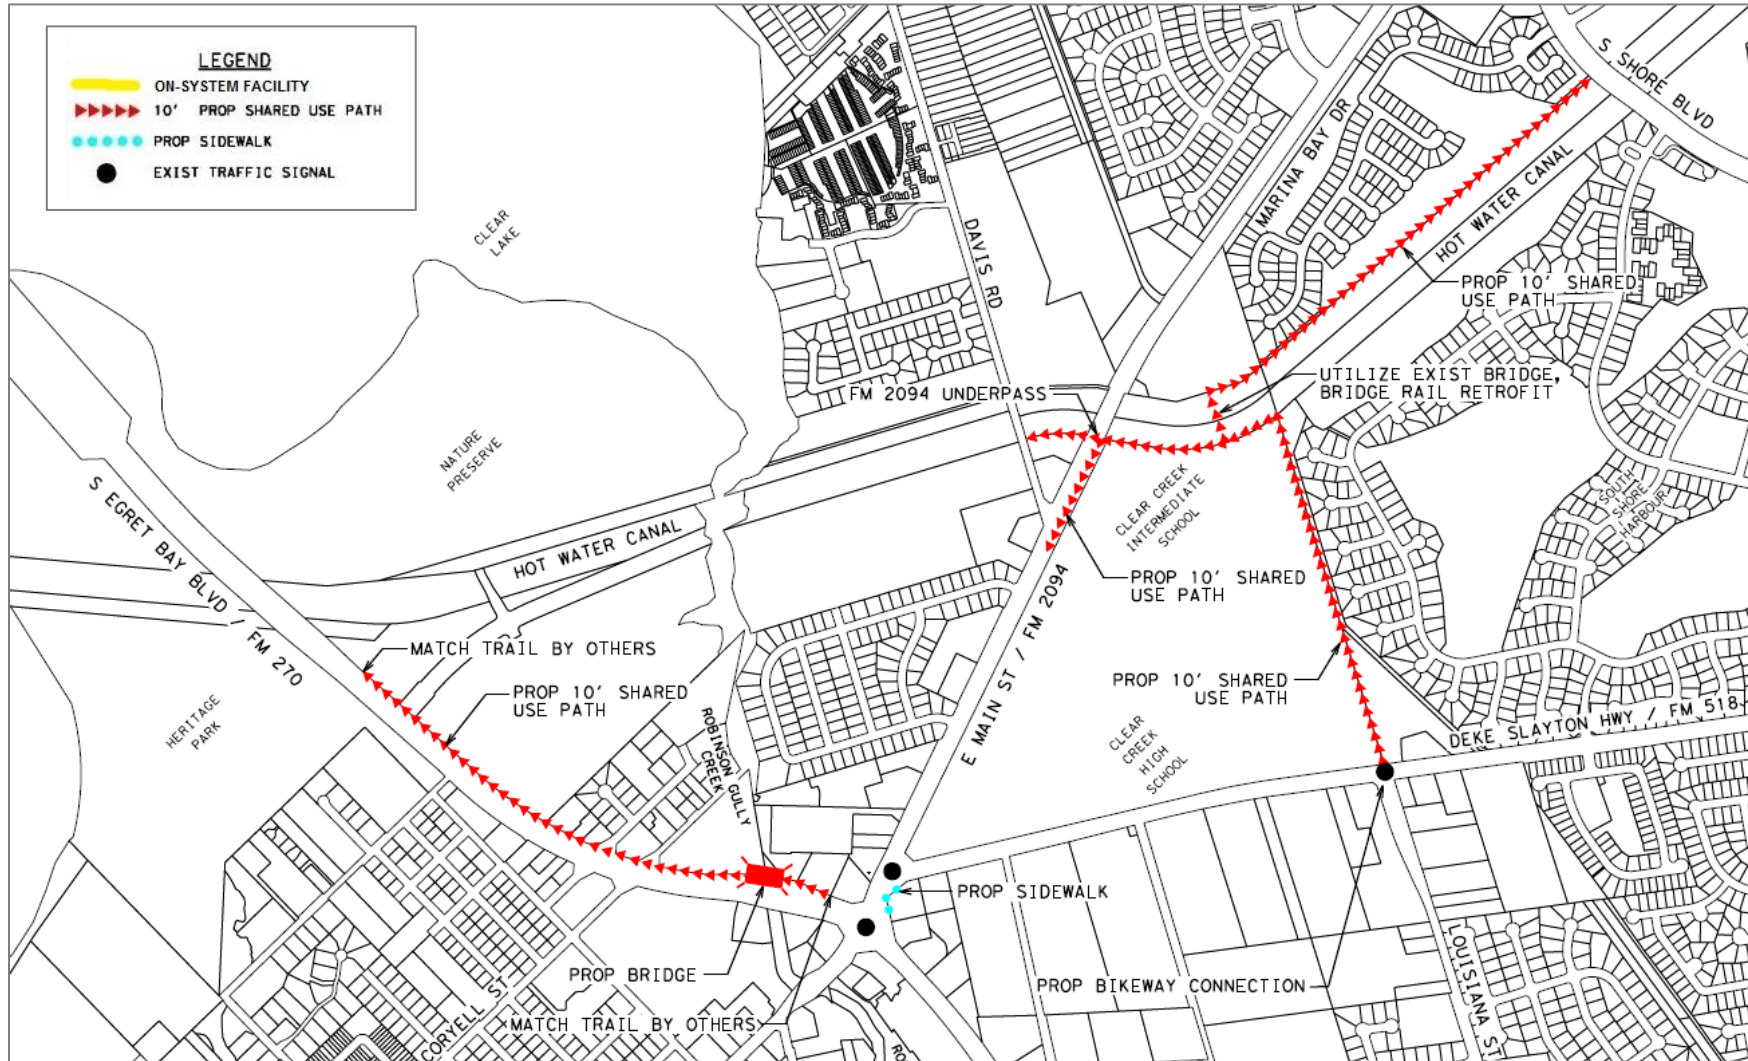 LEGEND
ON-SYSTEM FACILITY
10' PROP SHARED USE PATH
PROP SIDEWALK
EXIST TRAFFIC SIGNAL
S SHORE BLVD
CLEAR
LAKE
MARINA BAY DR
HOT WATER CANAL
DAVIS RD
PROP 10' SHARED
USE PATH
FM 2094 UNDERPASS
UTILIZE EXIST BRIDGE,
BRIDGE RAIL RETROFIT
NATURE
PRESERVE
S EGRET BAY BLVD / FM 270
CLEAR CREEK
INTERMEDIATE
SCHOOL
SOUTH
SHORE
HARBOUR
HOT WATER CANAL
PROP 10' SHARED
USE PATH
E MAIN ST / FM 2094
MATCH TRAIL BY OTHERS
PROP 10' SHARED
USE PATH
PROP 10' SHARED
USE PATH
HERITAGE
PARK
ROBINSON GULLY
CREEK
CLEAR
CREEK
HIGH
SCHOOL
DEKE SLAYTON HWY / FM 518
PROP SIDEWALK
PROP BRIDGE
PROP BIKEWAY CONNECTION
LOUISIANA ST
MATCH TRAIL BY OTHERS
CORYELL ST
RO